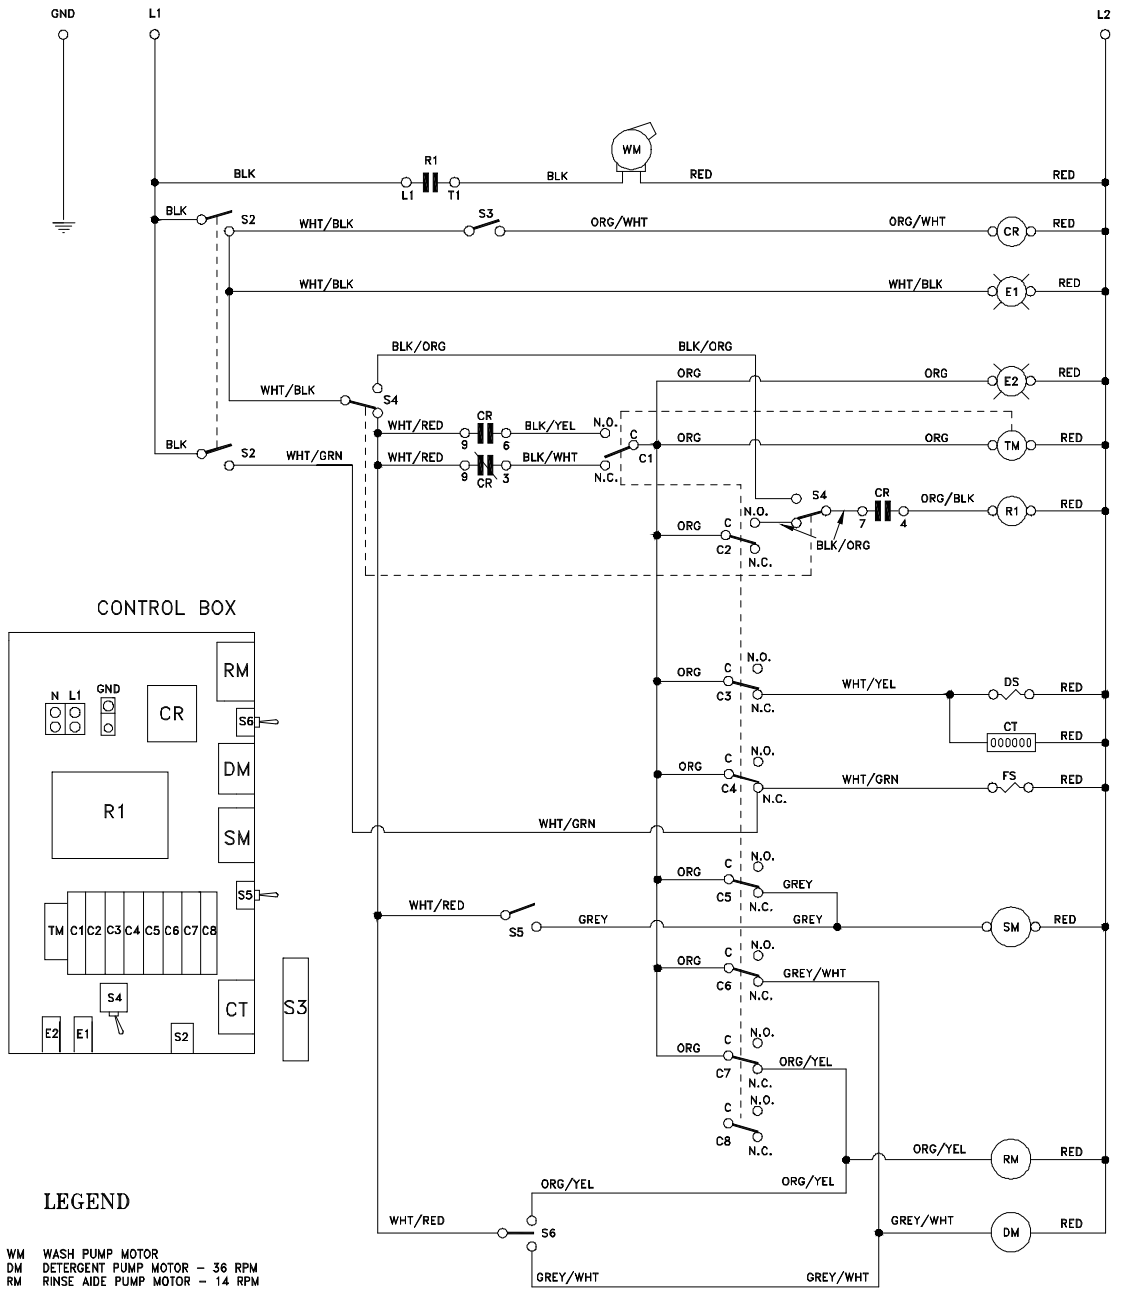 GND
L1
L2
R1
WM
BLK
L1
T1
BLK
RED
RED
BLK
S2
WHT/BLK
S3
ORG/WHT
ORG/WHT
CR
RED
WHT/BLK
WHT/BLK
E1
RED
BLK/ORG
BLK/ORG
ORG
ORG
E2
RED
WHT/BLK
S4
WHT/RED
CR
9
6
BLK/YEL
N.O.
C
C1
ORG
ORG
TM
RED
BLK
S2
WHT/GRN
WHT/RED
9
CR
3
BLK/WHT
N.C.
S4
CR
7
4
ORG/BLK
R1
RED
ORG
C
C2
N.O.
N.C.
BLK/ORG
CONTROL BOX
N L1
GND
CR
RM
S6
DM
R1
SM
S5
TM C1 C2 C3 C4 C5 C6 C7 C8
S4
CT
S3
E2
E1
S2
ORG
C
C3
N.O.
N.C.
WHT/YEL
DS
RED
CT
000000
RED
ORG
C
C4
N.O.
N.C.
WHT/GRN
FS
RED
WHT/GRN
ORG
C
C5
N.O.
N.C.
GREY
WHT/RED
S5
GREY
GREY
SM
RED
ORG
C
C6
N.O.
N.C.
GREY/WHT
ORG
C
C7
N.O.
N.C.
ORG/YEL
C
C8
N.O.
N.C.
ORG/YEL
RM
RED
ORG/YEL
ORG/YEL
WHT/RED
S6
GREY/WHT
DM
RED
GREY/WHT
GREY/WHT
LEGEND
WM WASH PUMP MOTOR
DM DETERGENT PUMP MOTOR - 36 RPM
RM RINSE AIDE PUMP MOTOR - 14 RPM